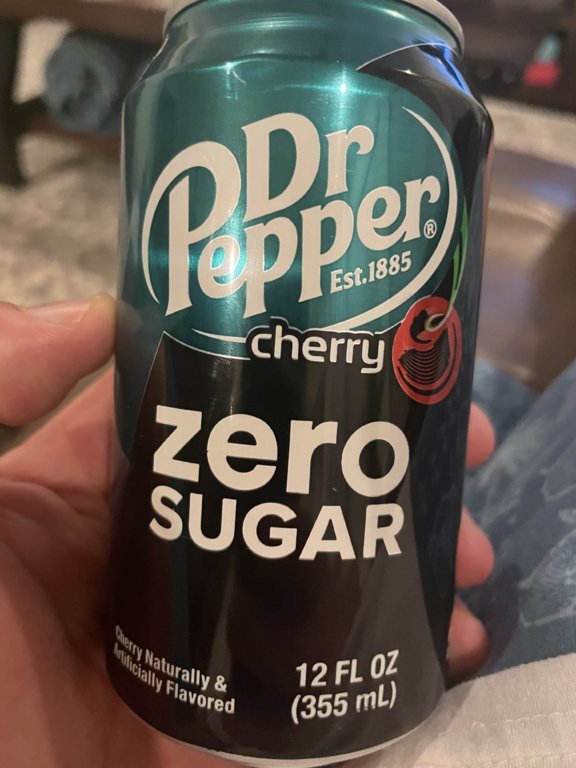 Dr
Pepper®
Est.1885
cherry
zero
SUGAR
Cherry Naturally &
Artificially Flavored
12 FL OZ
(355 mL)